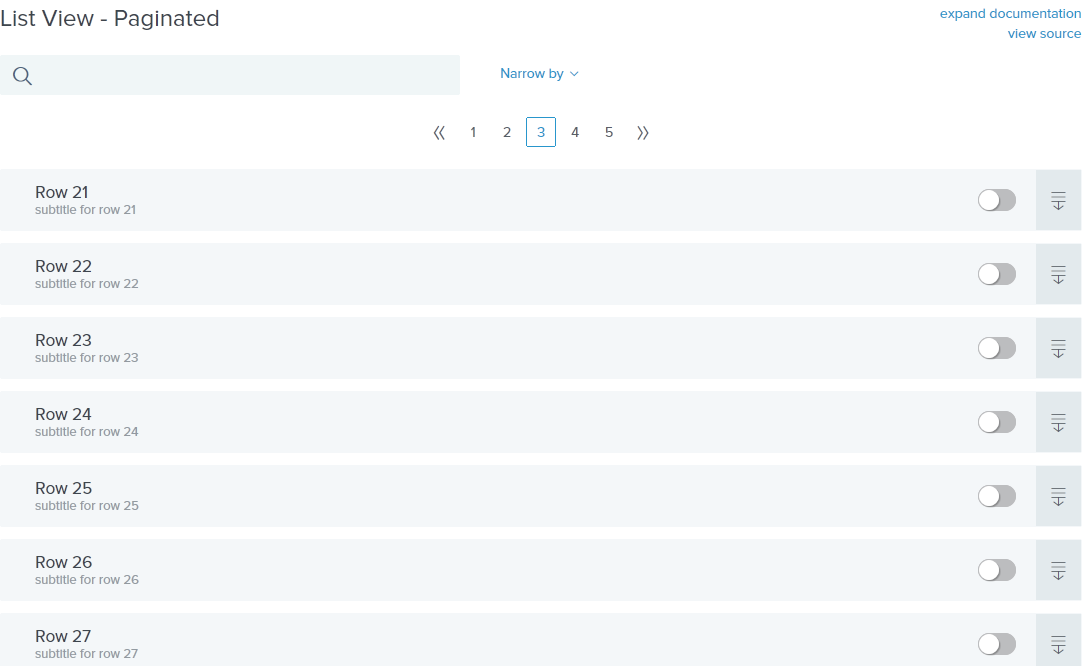 List View - Paginated
expand documentation
view source
Narrow by
1 2 3 4 5
Row 21
subtitle for row 21
Row 22
subtitle for row 22
Row 23
subtitle for row 23
Row 24
subtitle for row 24
Row 25
subtitle for row 25
Row 26
subtitle for row 26
Row 27
subtitle for row 27